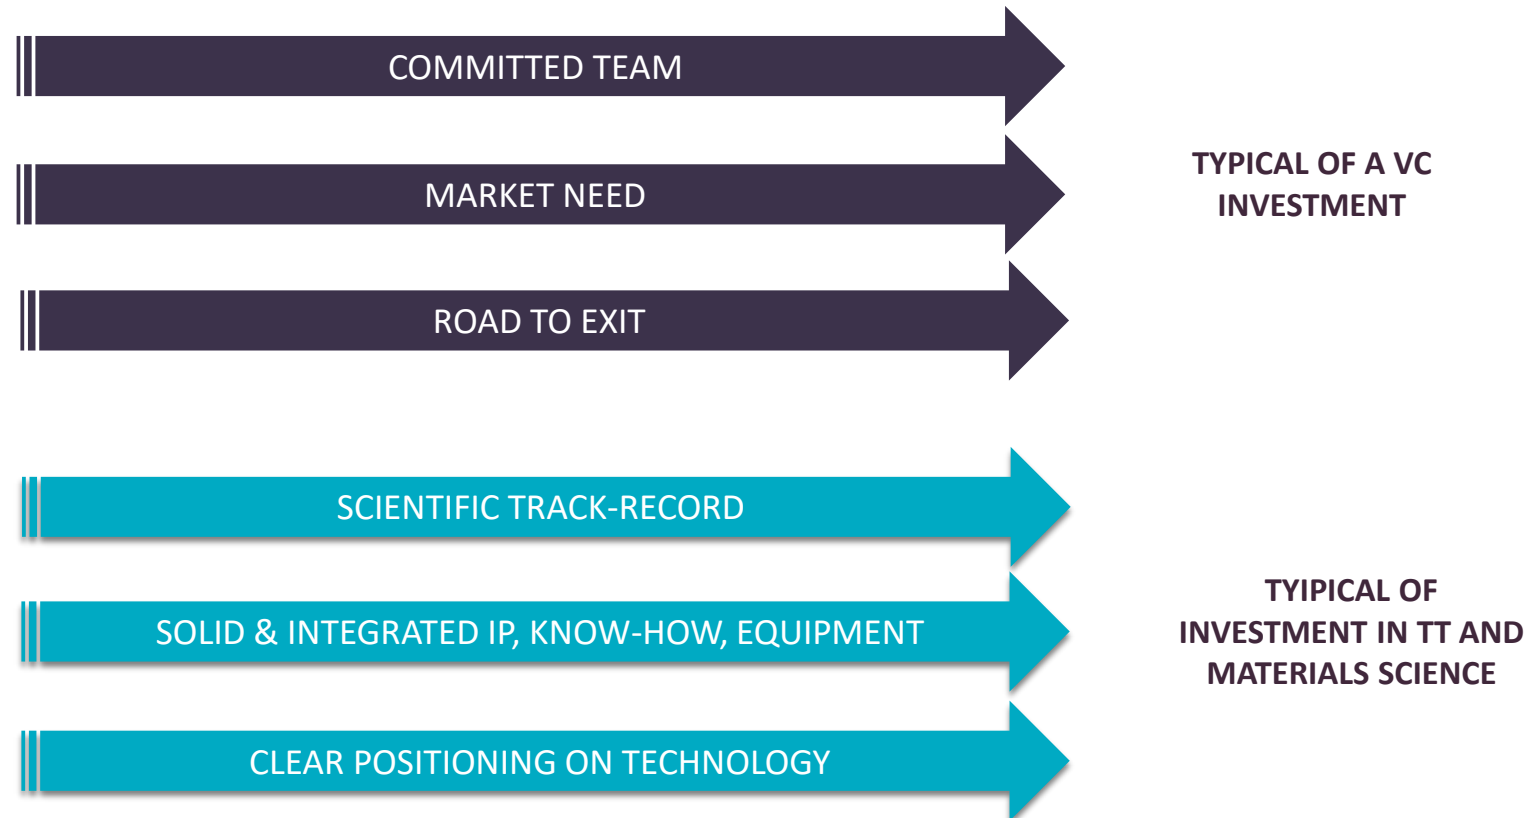 COMMITTED TEAM
MARKET NEED
TYPICAL OF A VC
INVESTMENT
ROAD TO EXIT
SCIENTIFIC TRACK-RECORD
SOLID & INTEGRATED IP, KNOW-HOW, EQUIPMENT
TYIPICAL OF
INVESTMENT IN TT AND
MATERIALS SCIENCE
CLEAR POSITIONING ON TECHNOLOGY